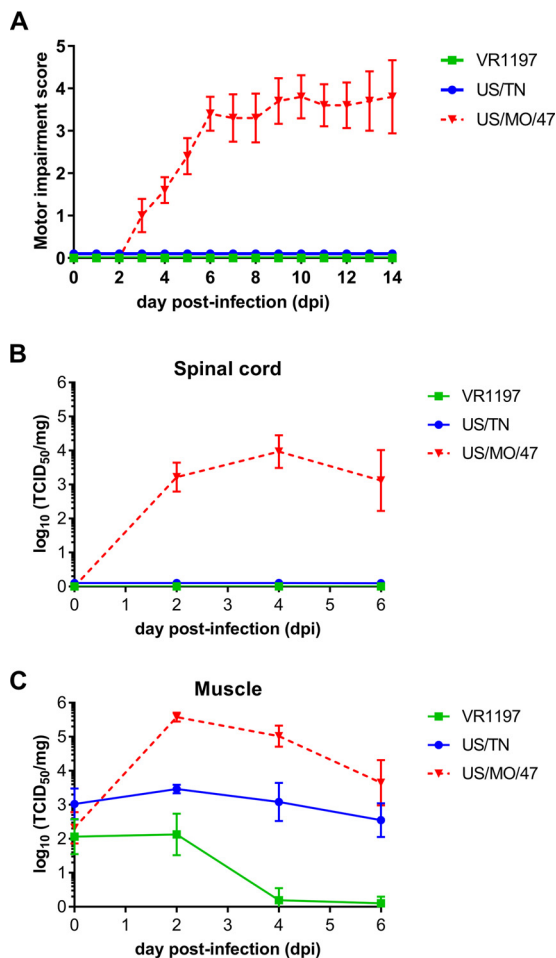 A
Motor impairment score
5
4
3
2
1
0
0 2 4 6 8 10 12 14
day post-infection (dpi)
VR1197
US/TN
US/MO/47
B
Spinal cord
log₁₀ (TCID₅₀/mg)
6
5
4
3
2
1
0
0 1 2 3 4 5 6
day post-infection (dpi)
VR1197
US/TN
US/MO/47
C
Muscle
log₁₀ (TCID₅₀/mg)
6
5
4
3
2
1
0
0 1 2 3 4 5 6
day post-infection (dpi)
VR1197
US/TN
US/MO/47